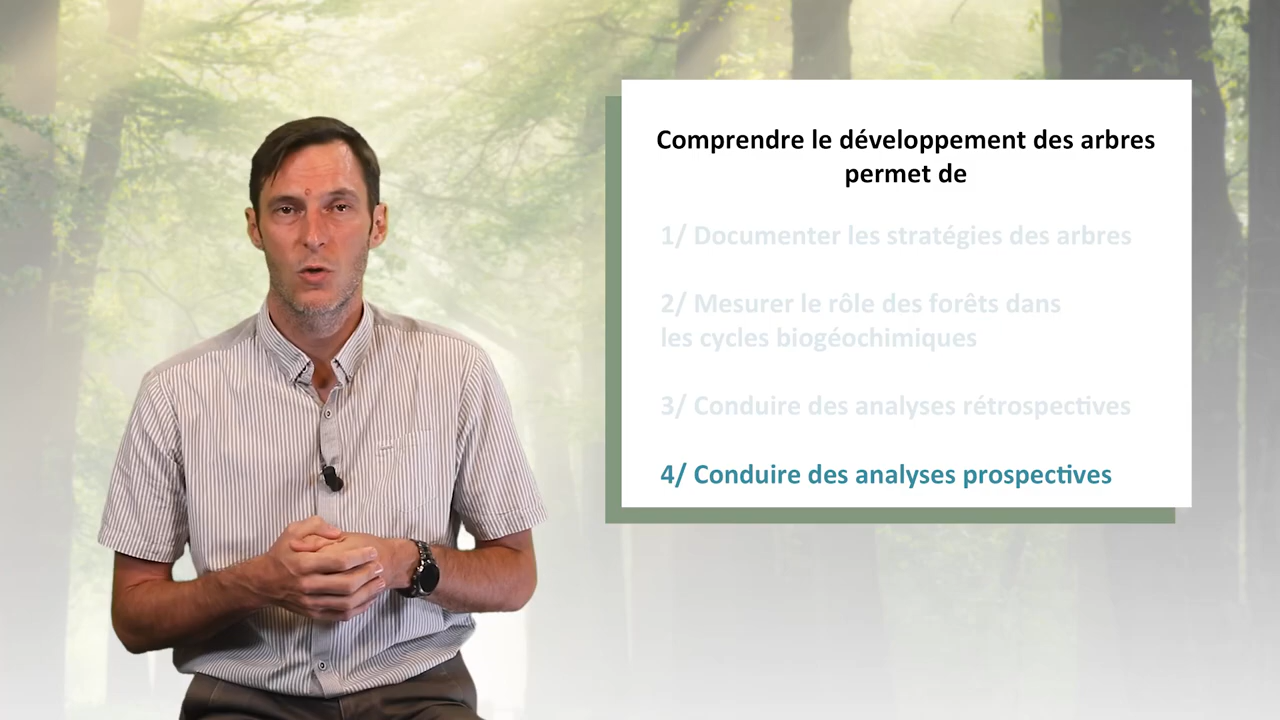 Comprendre le développement des arbres
permet de
1/ Documenter les stratégies des arbres
2/ Mesurer le rôle des forêts dans
les cycles biogéochimiques
3/ Conduire des analyses rétrospectives
4/ Conduire des analyses prospectives